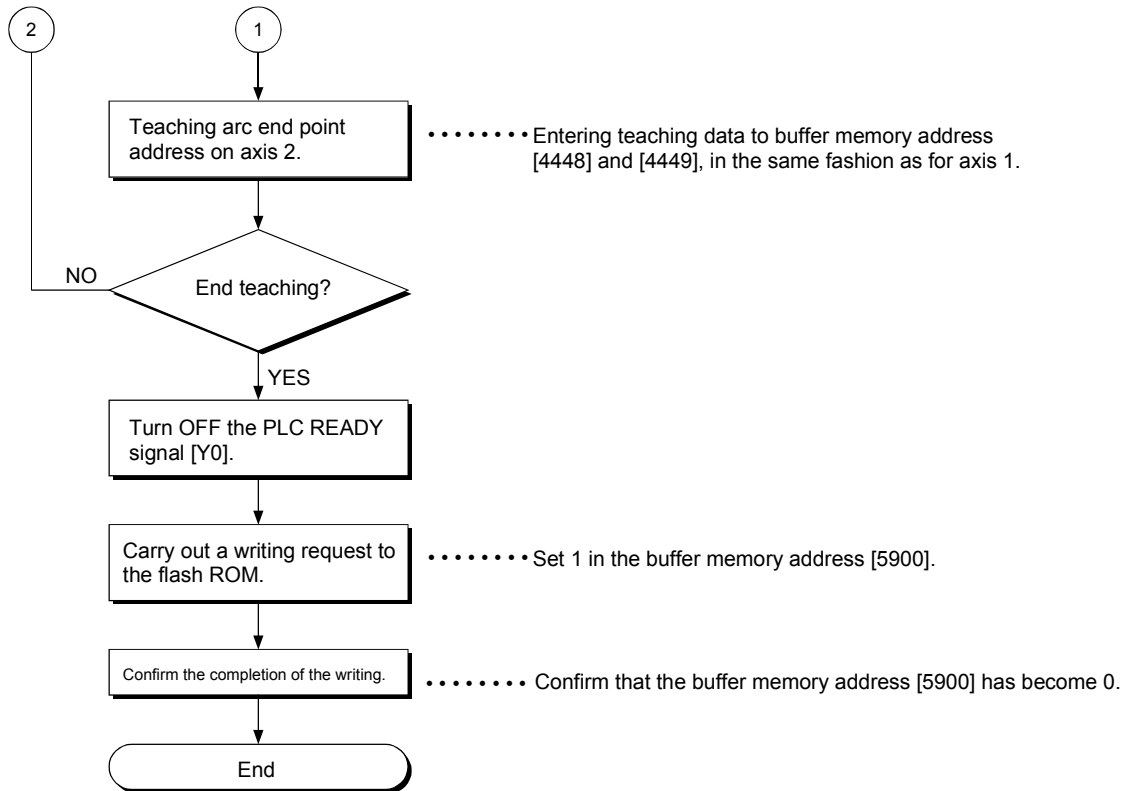 2
1
Teaching arc end point
address on axis 2.
•••••••• Entering teaching data to buffer memory address
[4448] and [4449], in the same fashion as for axis 1.
NO
End teaching?
YES
Turn OFF the PLC READY
signal [Y0].
Carry out a writing request to
the flash ROM.
•••••••• Set 1 in the buffer memory address [5900].
Confirm the completion of the writing.
•••••••• Confirm that the buffer memory address [5900] has become 0.
End